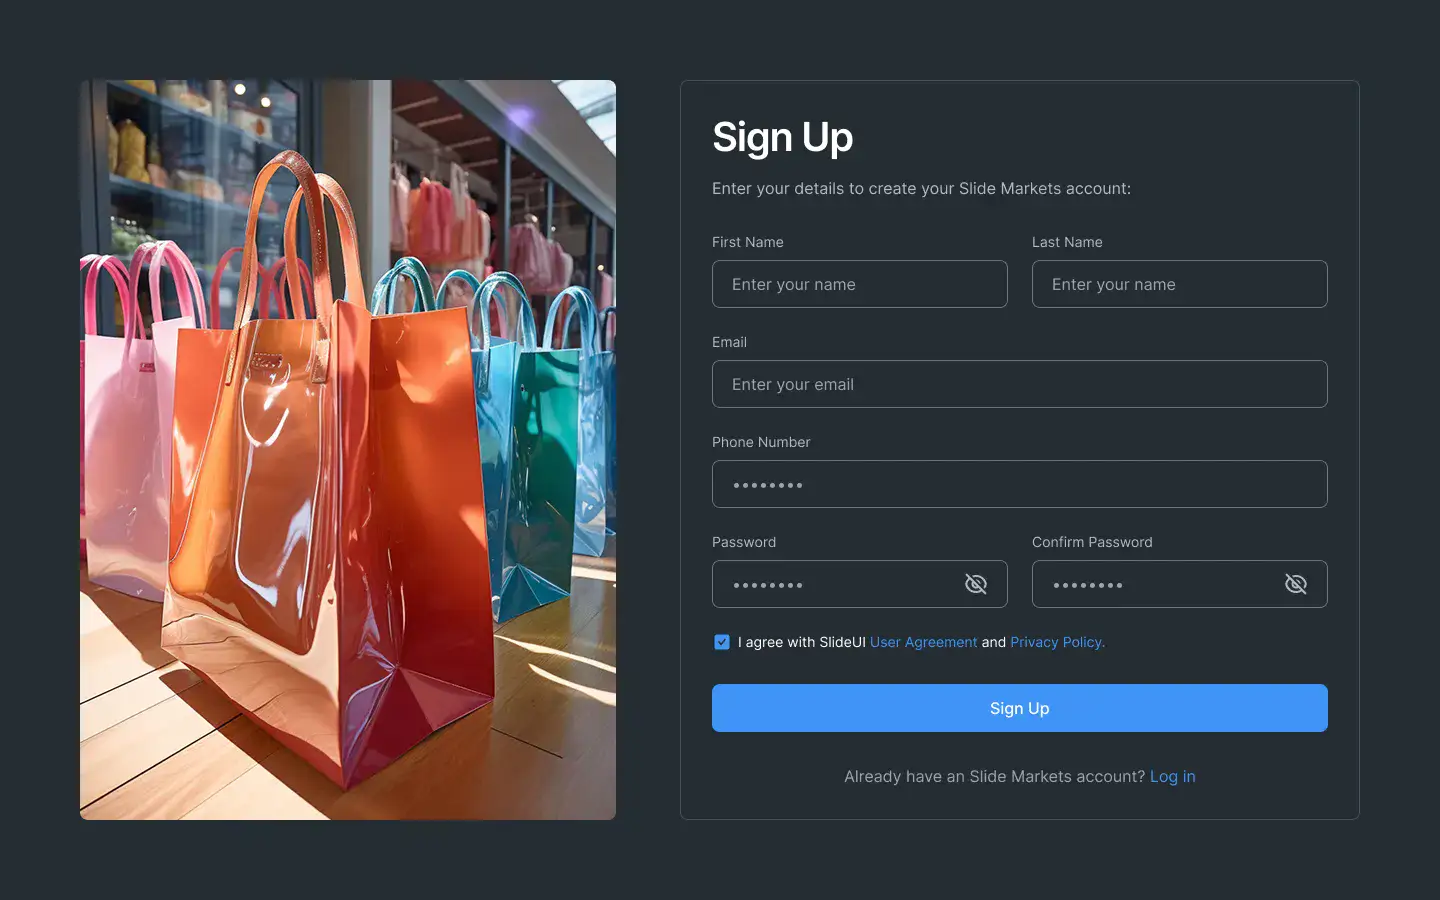 Sign Up
Enter your details to create your Slide Markets account:
First Name
Last Name
Enter your name
Enter your name
Email
Enter your email
Phone Number
••••••••
Password
Confirm Password
••••••••
••••••••
I agree with SlideUI User Agreement and Privacy Policy.
Sign Up
Already have an Slide Markets account? Log in